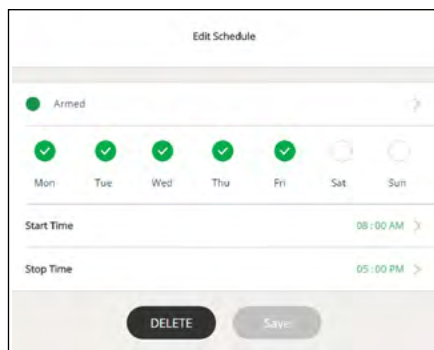 Edit Schedule
Armed
Mon Tue Wed Thu Fri Sat Sun
Start Time 08 : 00 AM
Stop Time 05 : 00 PM
DELETE Save